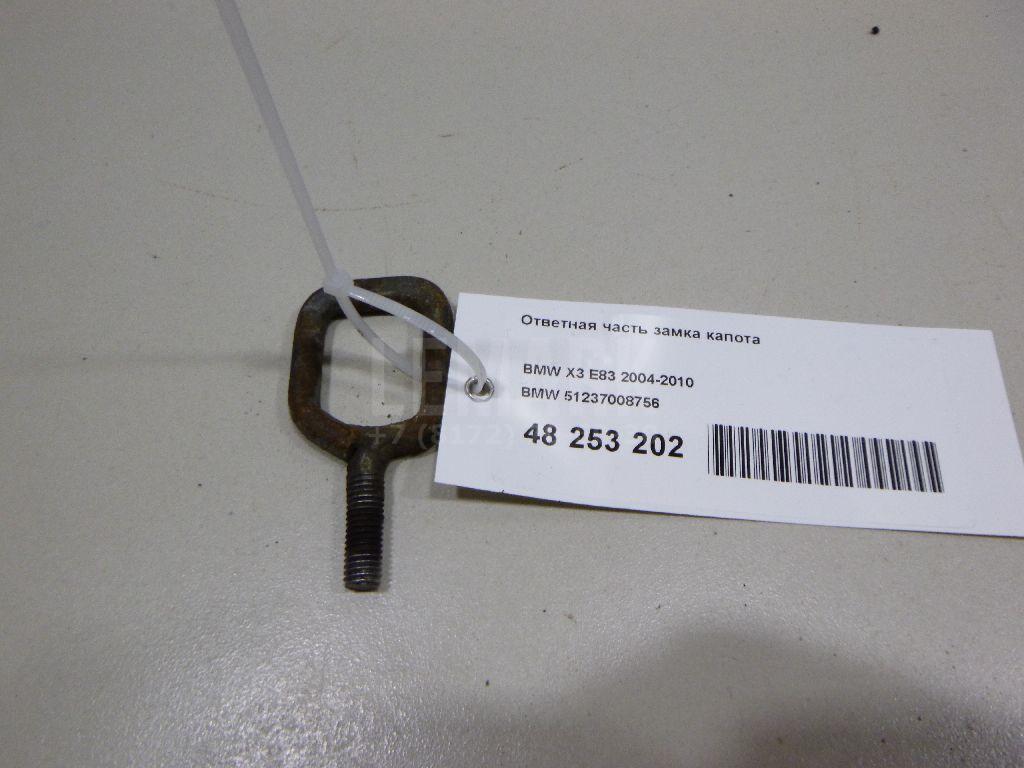 Ответная часть замка капота
BMW X3 E83 2004-2010
BMW 51237008756
48 253 202